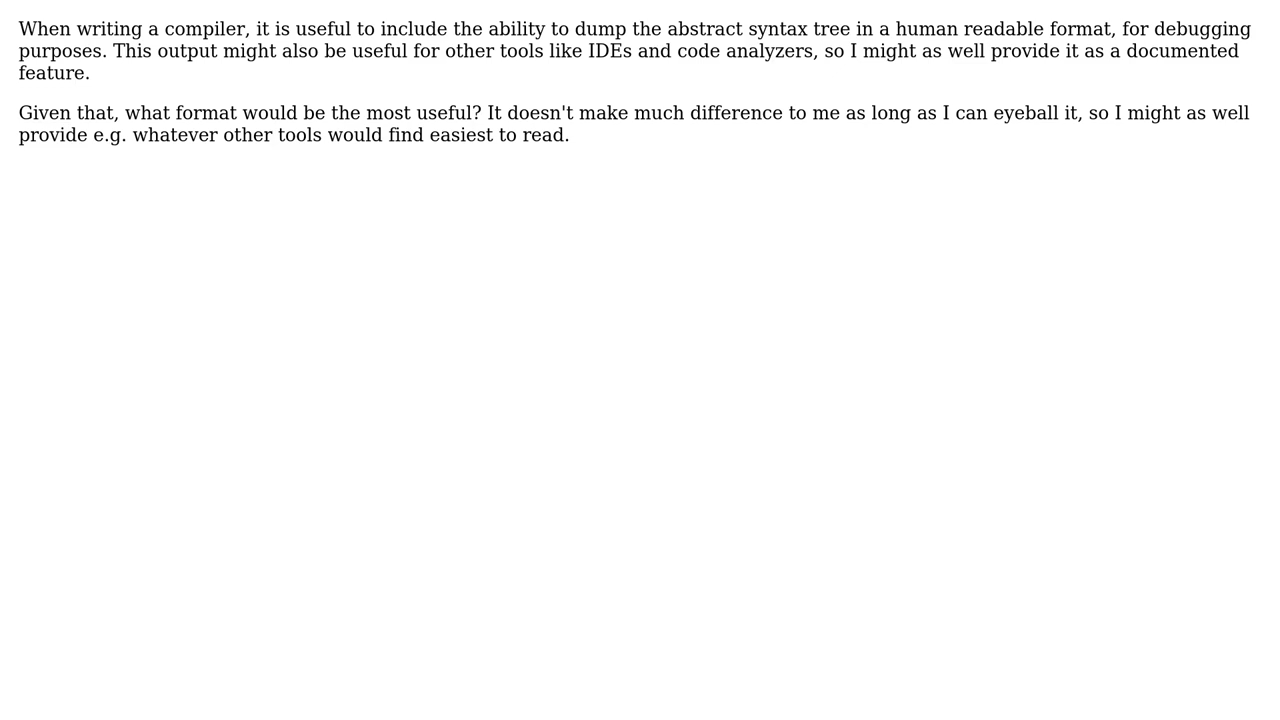 When writing a compiler, it is useful to include the ability to dump the abstract syntax tree in a human readable format, for debugging
purposes. This output might also be useful for other tools like IDEs and code analyzers, so I might as well provide it as a documented
feature.
Given that, what format would be the most useful? It doesn't make much difference to me as long as I can eyeball it, so I might as well
provide e.g. whatever other tools would find easiest to read.